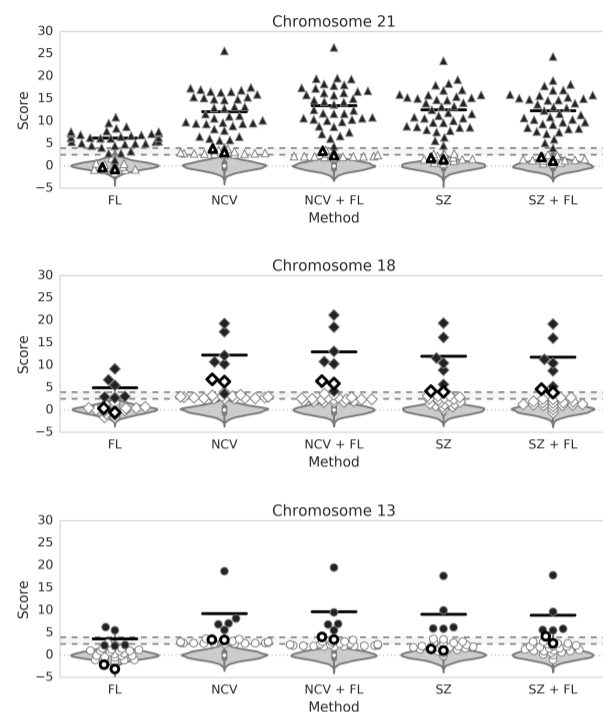 Chromosome 21
30
25
20
15
10
5
0
−5
Score
FL NCV NCV + FL SZ SZ + FL
Method
Chromosome 18
30
25
20
15
10
5
0
−5
Score
FL NCV NCV + FL SZ SZ + FL
Method
Chromosome 13
30
25
20
15
10
5
0
−5
Score
FL NCV NCV + FL SZ SZ + FL
Method